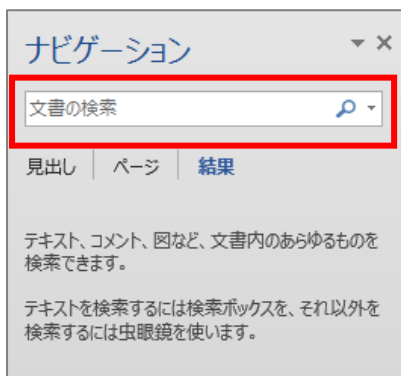 ナビゲーション
文書の検索
見出し ページ 結果
テキスト、コメント、図など、文書内のあらゆるものを
検索できます。
テキストを検索するには検索ボックスを、それ以外を
検索するには虫眼鏡を使います。